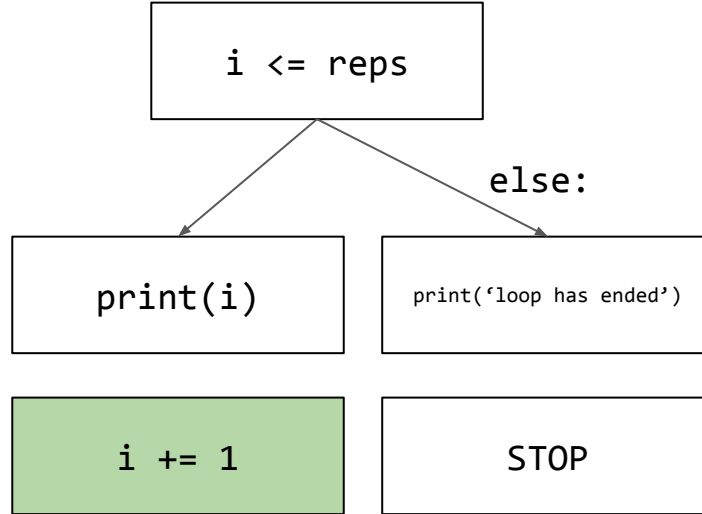 i <= reps
else:
print(i)
print(‘loop has ended’)
i += 1
STOP